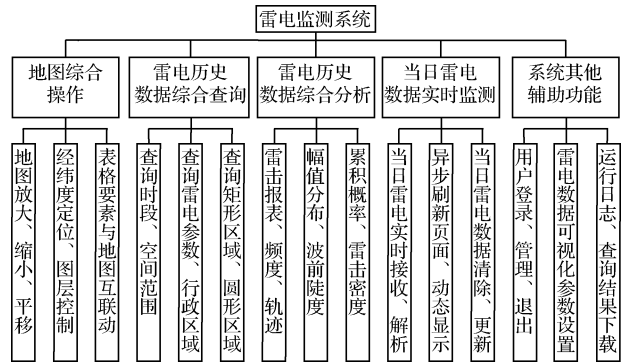 雷电监测系统
地图综合
操作
雷电历史
数据综合查询
雷电历史
数据综合分析
当日雷电
数据实时监测
系统其他
辅助功能
地图放大、缩小、平移
经纬度定位、图层控制
表格要素与地图互联动
查询时段、空间范围
查询雷电参数、行政区域
查询矩形区域、圆形区域
雷击报表、频度、轨迹
幅值分布、波前陡度
累积概率、雷击密度
当日雷电实时接收、解析
异步刷新页面、动态显示
当日雷电数据清除、更新
用户登录、管理、退出
雷电数据可视化参数设置
运行日志、查询结果下载